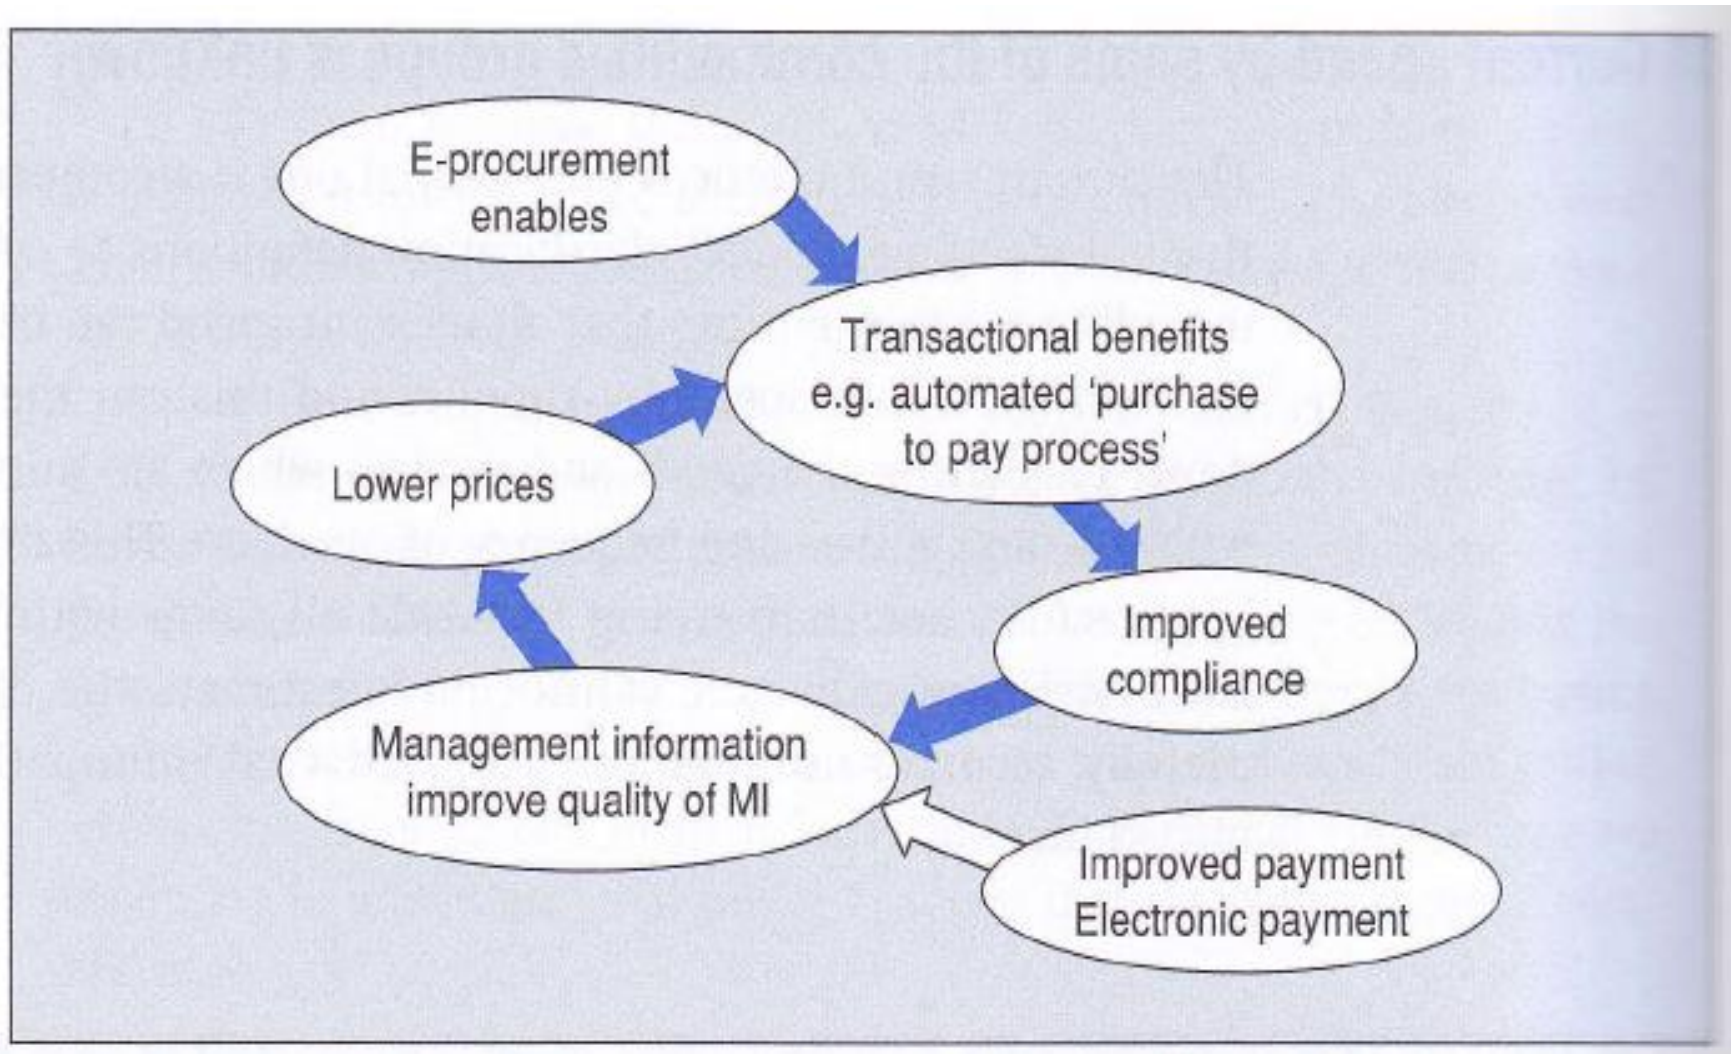 E-procurement
enables
Transactional benefits
e.g. automated ‘purchase
to pay process’
Lower prices
Improved
compliance
Management information
improve quality of MI
Improved payment
Electronic payment